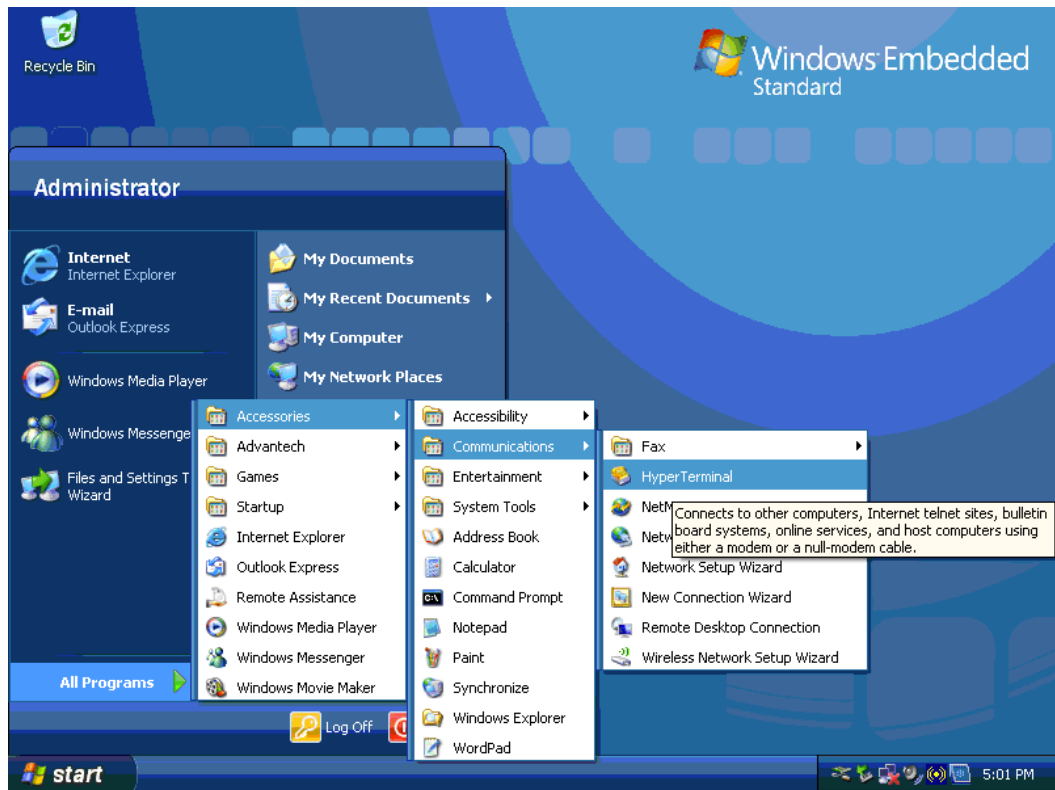 Recycle Bin
Windows Embedded
Standard
Administrator
Internet
Internet Explorer
E-mail
Outlook Express
Windows Media Player
Windows Messenge
Files and Settings T
Wizard
All Programs
My Documents
My Recent Documents
My Computer
My Network Places
Accessories
Advantech
Games
Startup
Internet Explorer
Outlook Express
Remote Assistance
Windows Media Player
Windows Messenger
Windows Movie Maker
Accessibility
Communications
Entertainment
System Tools
Address Book
Calculator
Command Prompt
Notepad
Paint
Synchronize
Windows Explorer
WordPad
Fax
HyperTerminal
Connects to other computers, Internet telnet sites, bulletin
board systems, online services, and host computers using
either a modem or a null-modem cable.
Network Setup Wizard
New Connection Wizard
Remote Desktop Connection
Wireless Network Setup Wizard
Log Off
start
5:01 PM